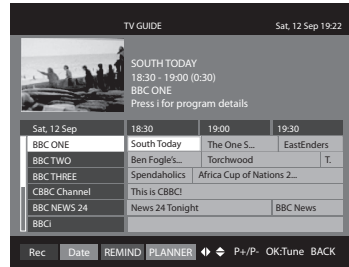 TV GUIDE Sat, 12 Sep 19:22
SOUTH TODAY
18:30 - 19:00 (0:30)
BBC ONE
Press i for program details
Sat, 12 Sep 18:30 19:00 19:30
BBC ONE South Today The One S... EastEnders
BBC TWO Ben Fogle's... Torchwood T.
BBC THREE Spendaholics Africa Cup of Nations 2...
CBBC Channel This is CBBC!
BBC NEWS 24 News 24 Tonight BBC News
BBCi
Rec Date REMIND PLANNER P+/P- OK:Tune BACK